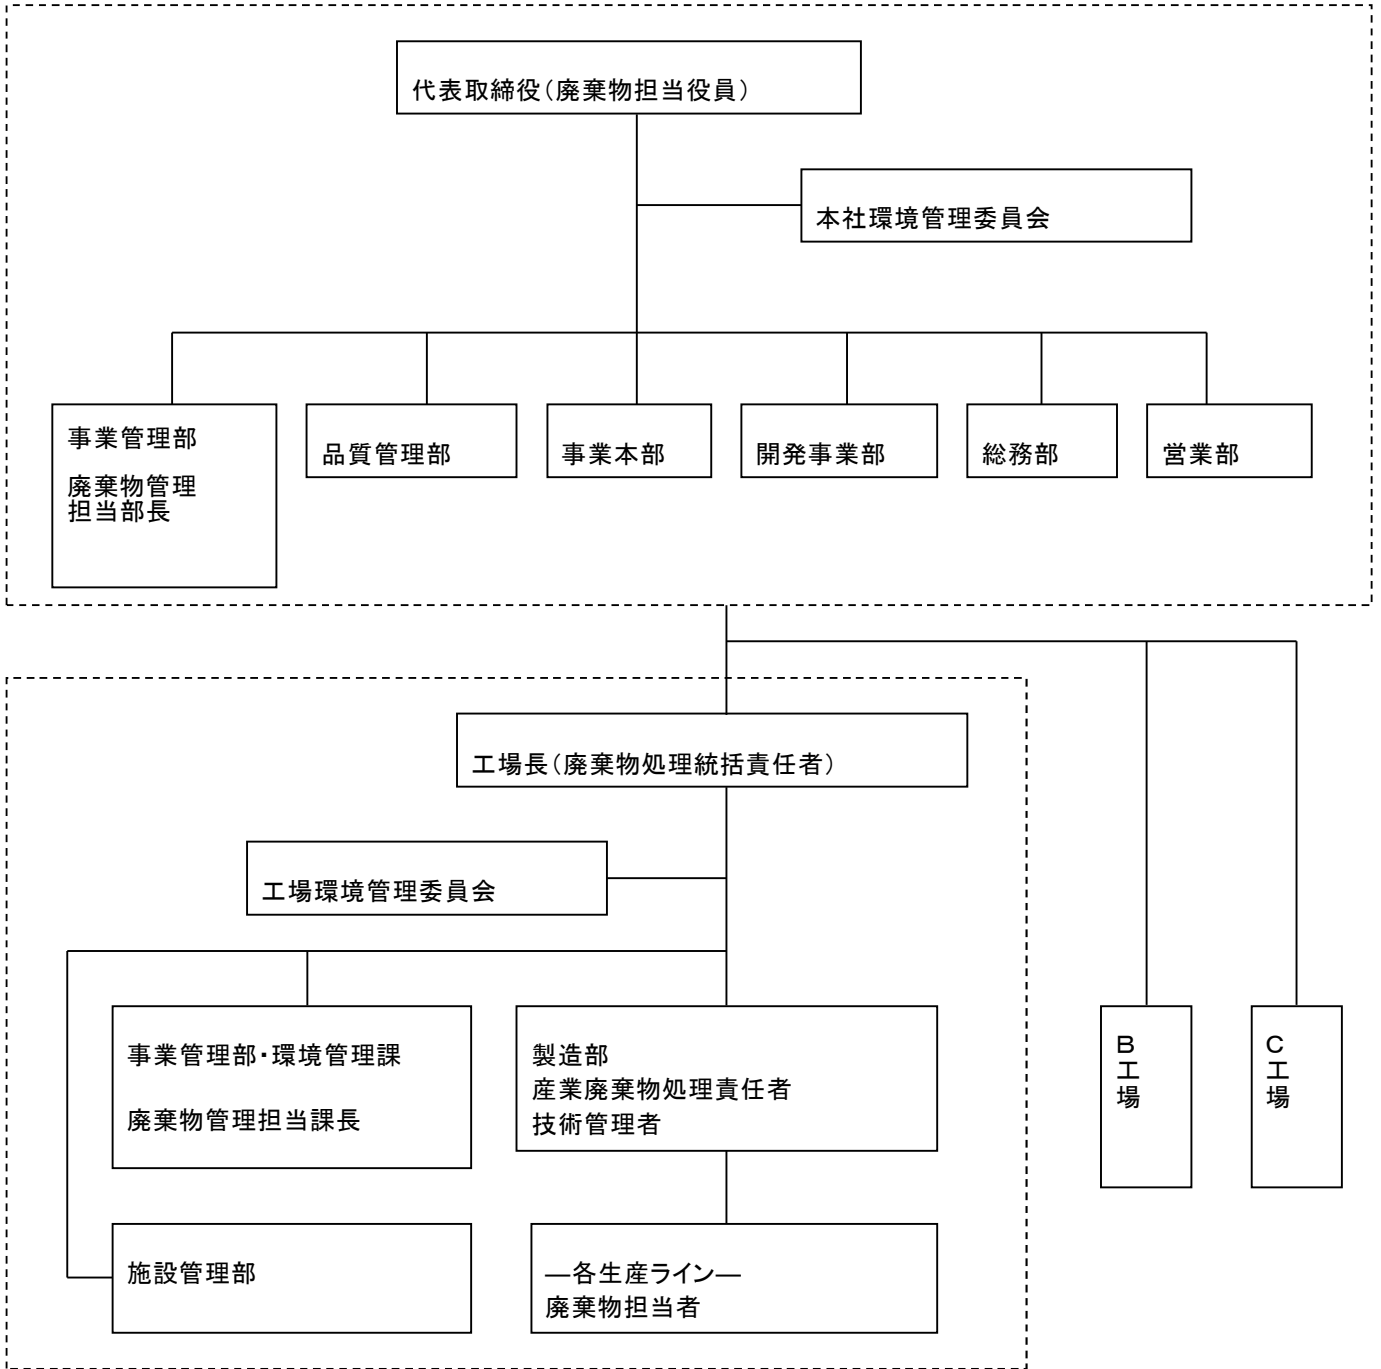 代表取締役(廃棄物担当役員)
本社環境管理委員会
事業管理部
廃棄物管理
担当部長
品質管理部
事業本部
開発事業部
総務部
営業部
工場長(廃棄物処理統括責任者)
工場環境管理委員会
事業管理部・環境管理課
廃棄物管理担当課長
製造部
産業廃棄物処理責任者
技術管理者
B工場
C工場
施設管理部
―各生産ライン―
廃棄物担当者